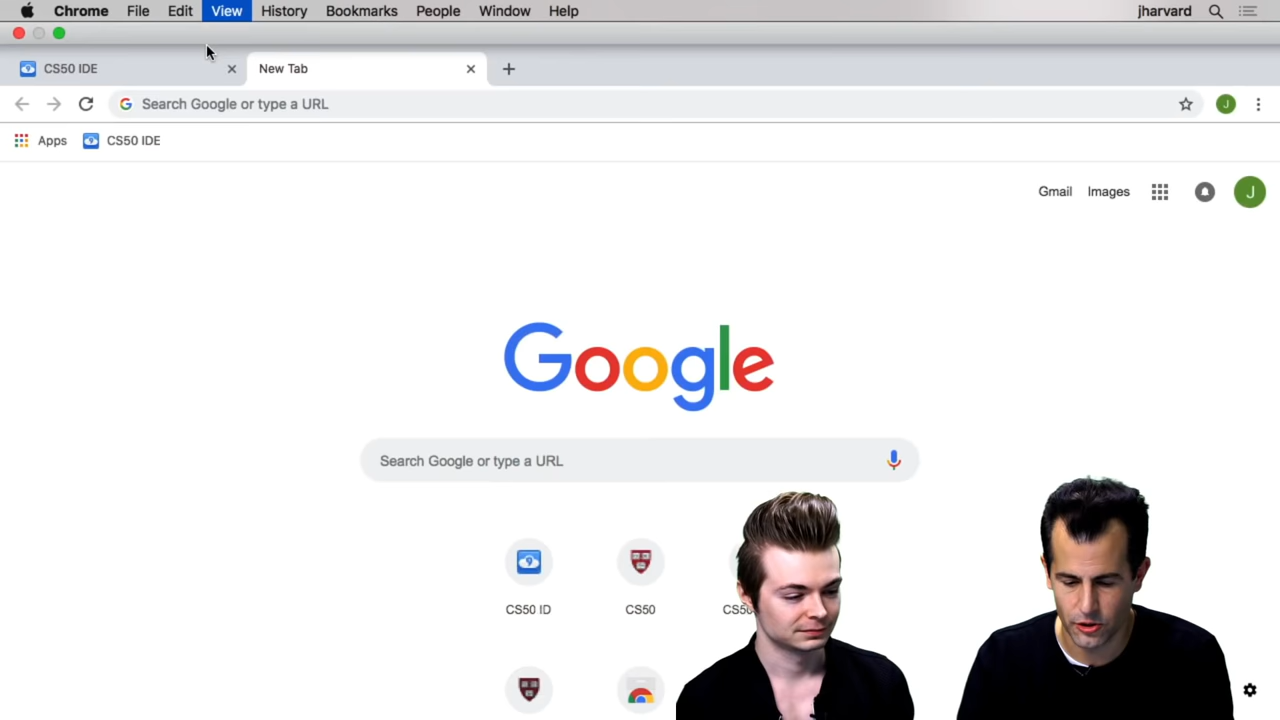 Chrome File Edit View History Bookmarks People Window Help jharvard
CS50 IDE New Tab
Search Google or type a URL J
Apps CS50 IDE
Gmail Images J
Google
Search Google or type a URL
CS50 ID CS50